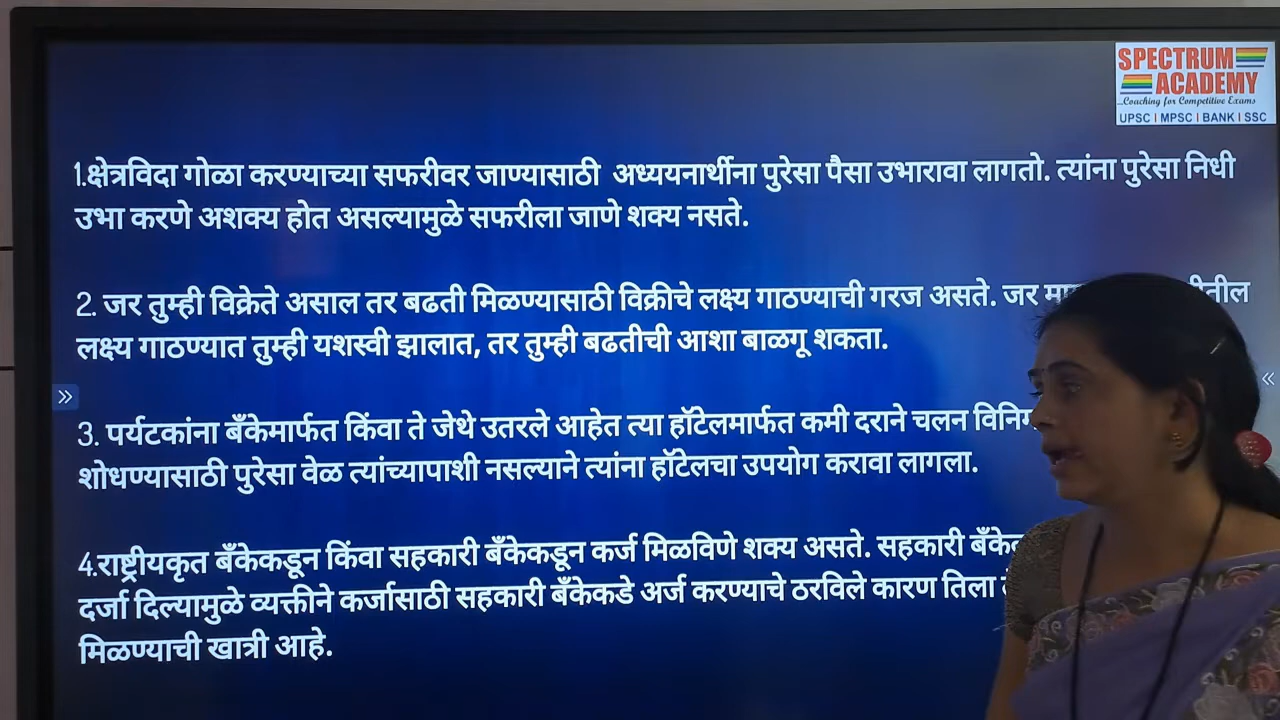 SPECTRUM
ACADEMY
...Coaching for Competitive Exams
UPSC | MPSC | BANK | SSC
1.क्षेत्रविदा गोळा करण्याच्या सफरीवर जाण्यासाठी अध्ययनार्थीना पुरेसा पैसा उभारावा लागतो. त्यांना पुरेसा निधी
उभा करणे अशक्य होत असल्यामुळे सफरीला जाणे शक्य नसते.
2. जर तुम्ही विक्रेते असाल तर बढती मिळण्यासाठी विक्रीचे लक्ष्य गाठण्याची गरज असते. जर
लक्ष्य गाठण्यात तुम्ही यशस्वी झालात, तर तुम्ही बढतीची आशा बाळगू शकता.
3. पर्यटकांना बँकेमार्फत किंवा ते जेथे उतरले आहेत त्या हॉटेलमार्फत कमी दराने चलन
शोधण्यासाठी पुरेसा वेळ त्यांच्यापाशी नसल्याने त्यांना हॉटेलचा उपयोग करावा लागला.
4.राष्ट्रीयकृत बँकेकडून किंवा सहकारी बँकेकडून कर्ज मिळविणे शक्य असते. सहकारी
दर्जा दिल्यामुळे व्यक्तीने कर्जासाठी सहकारी बँकेकडे अर्ज करण्याचे ठरविले कारण तिला
मिळण्याची खात्री आहे.